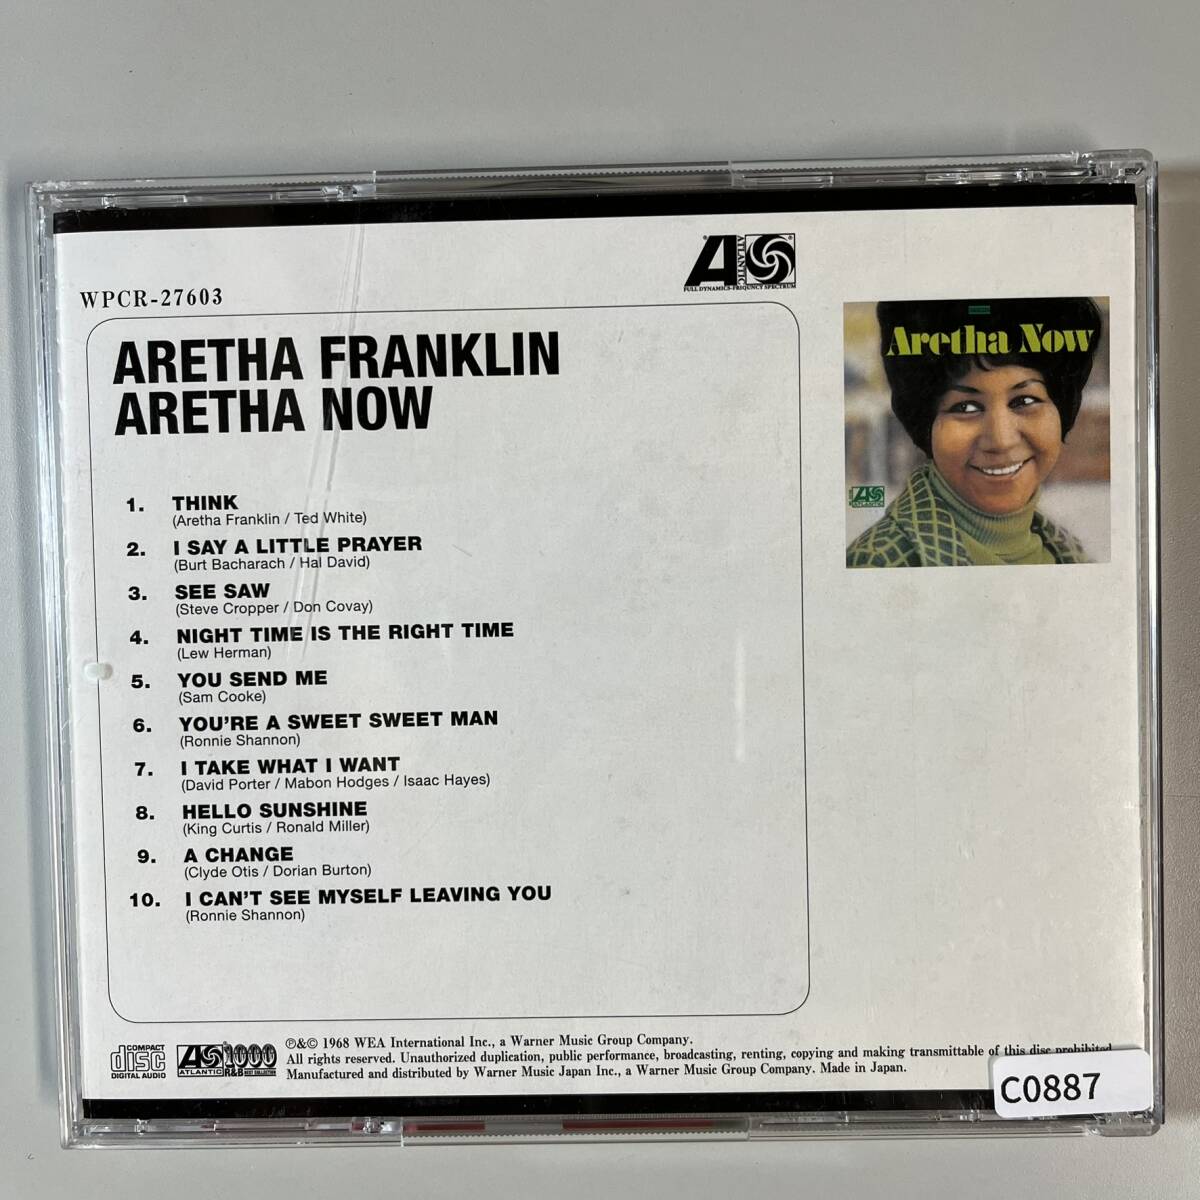 WPCR-27603
ATLANTIC
FULL DYNAMICS-FREQUENCY SPECTRUM
ARETHA FRANKLIN
ARETHA NOW
Aretha Now
ATLANTIC
1. THINK
(Aretha Franklin / Ted White)
2. I SAY A LITTLE PRAYER
(Burt Bacharach / Hal David)
3. SEE SAW
(Steve Cropper / Don Covay)
4. NIGHT TIME IS THE RIGHT TIME
(Lew Herman)
5. YOU SEND ME
(Sam Cooke)
6. YOU'RE A SWEET SWEET MAN
(Ronnie Shannon)
7. I TAKE WHAT I WANT
(David Porter / Mabon Hodges / Isaac Hayes)
8. HELLO SUNSHINE
(King Curtis / Ronald Miller)
9. A CHANGE
(Clyde Otis / Dorian Burton)
10. I CAN'T SEE MYSELF LEAVING YOU
(Ronnie Shannon)
COMPACT
disc
DIGITAL AUDIO
ATLANTIC
1000
R&B BEST COLLECTION
℗&© 1968 WEA International Inc., a Warner Music Group Company.
All rights reserved. Unauthorized duplication, public performance, broadcasting, renting, copying and making transmittable of this disc prohibited.
Manufactured and distributed by Warner Music Japan Inc., a Warner Music Group Company. Made in Japan.
C0887